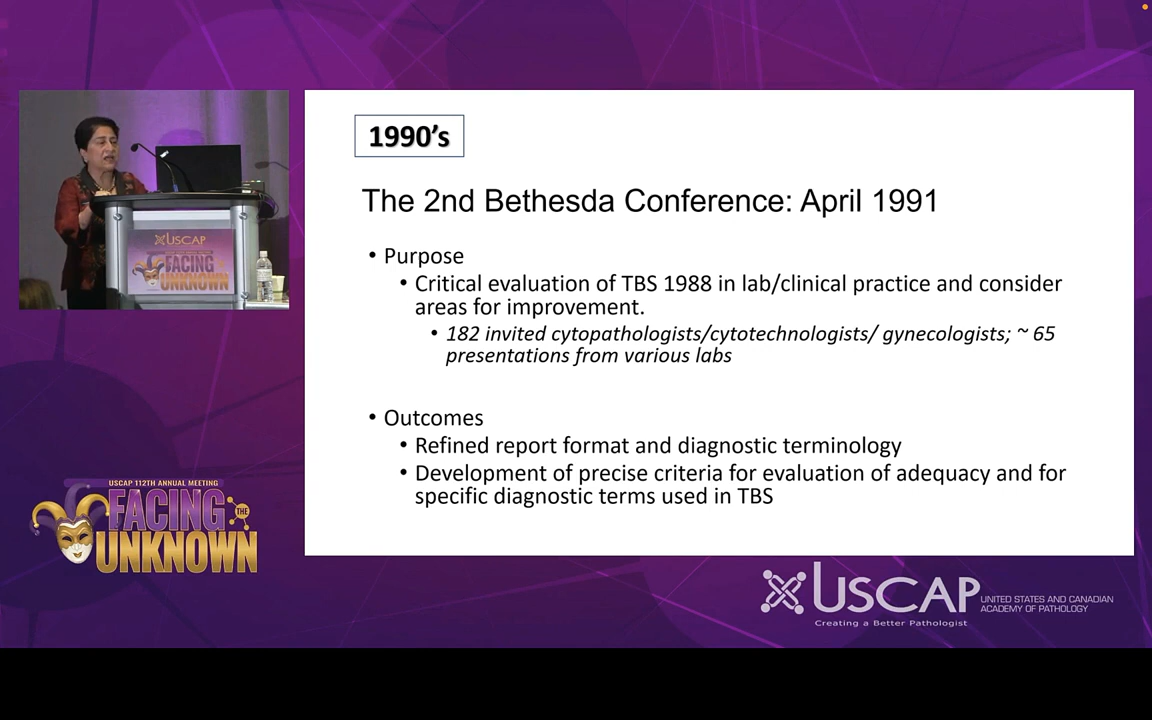 1990's
The 2nd Bethesda Conference: April 1991
• Purpose
• Critical evaluation of TBS 1988 in lab/clinical practice and consider
areas for improvement.
• 182 invited cytopathologists/cytotechnologists/ gynecologists; ~ 65
presentations from various labs
• Outcomes
• Refined report format and diagnostic terminology
• Development of precise criteria for evaluation of adequacy and for
specific diagnostic terms used in TBS
USCAP
FACING
UNKNOWN
USCAP 112TH ANNUAL MEETING
FACING
THE
UNKNOWN
USCAP
UNITED STATES AND CANADIAN
ACADEMY OF PATHOLOGY
Creating a Better Pathologist